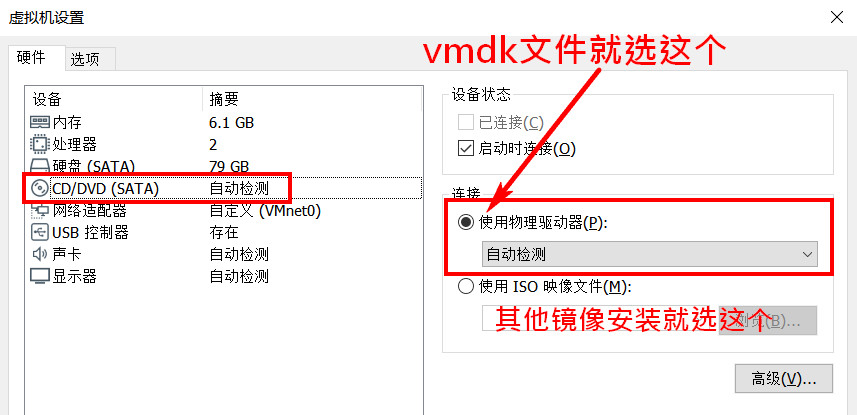 虚拟机设置
vmdk文件就选这个
硬件
选项
设备 摘要
内存 6.1 GB
处理器 2
硬盘 (SATA) 79 GB
CD/DVD (SATA) 自动检测
网络适配器 自定义 (VMnet0)
USB 控制器 存在
声卡 自动检测
显示器 自动检测
设备状态
已连接(C)
启动时连接(O)
连接
使用物理驱动器(P):
自动检测
使用 ISO 映像文件(M):
其他镜像安装就选这个
浏览(B)...
高级(V)...